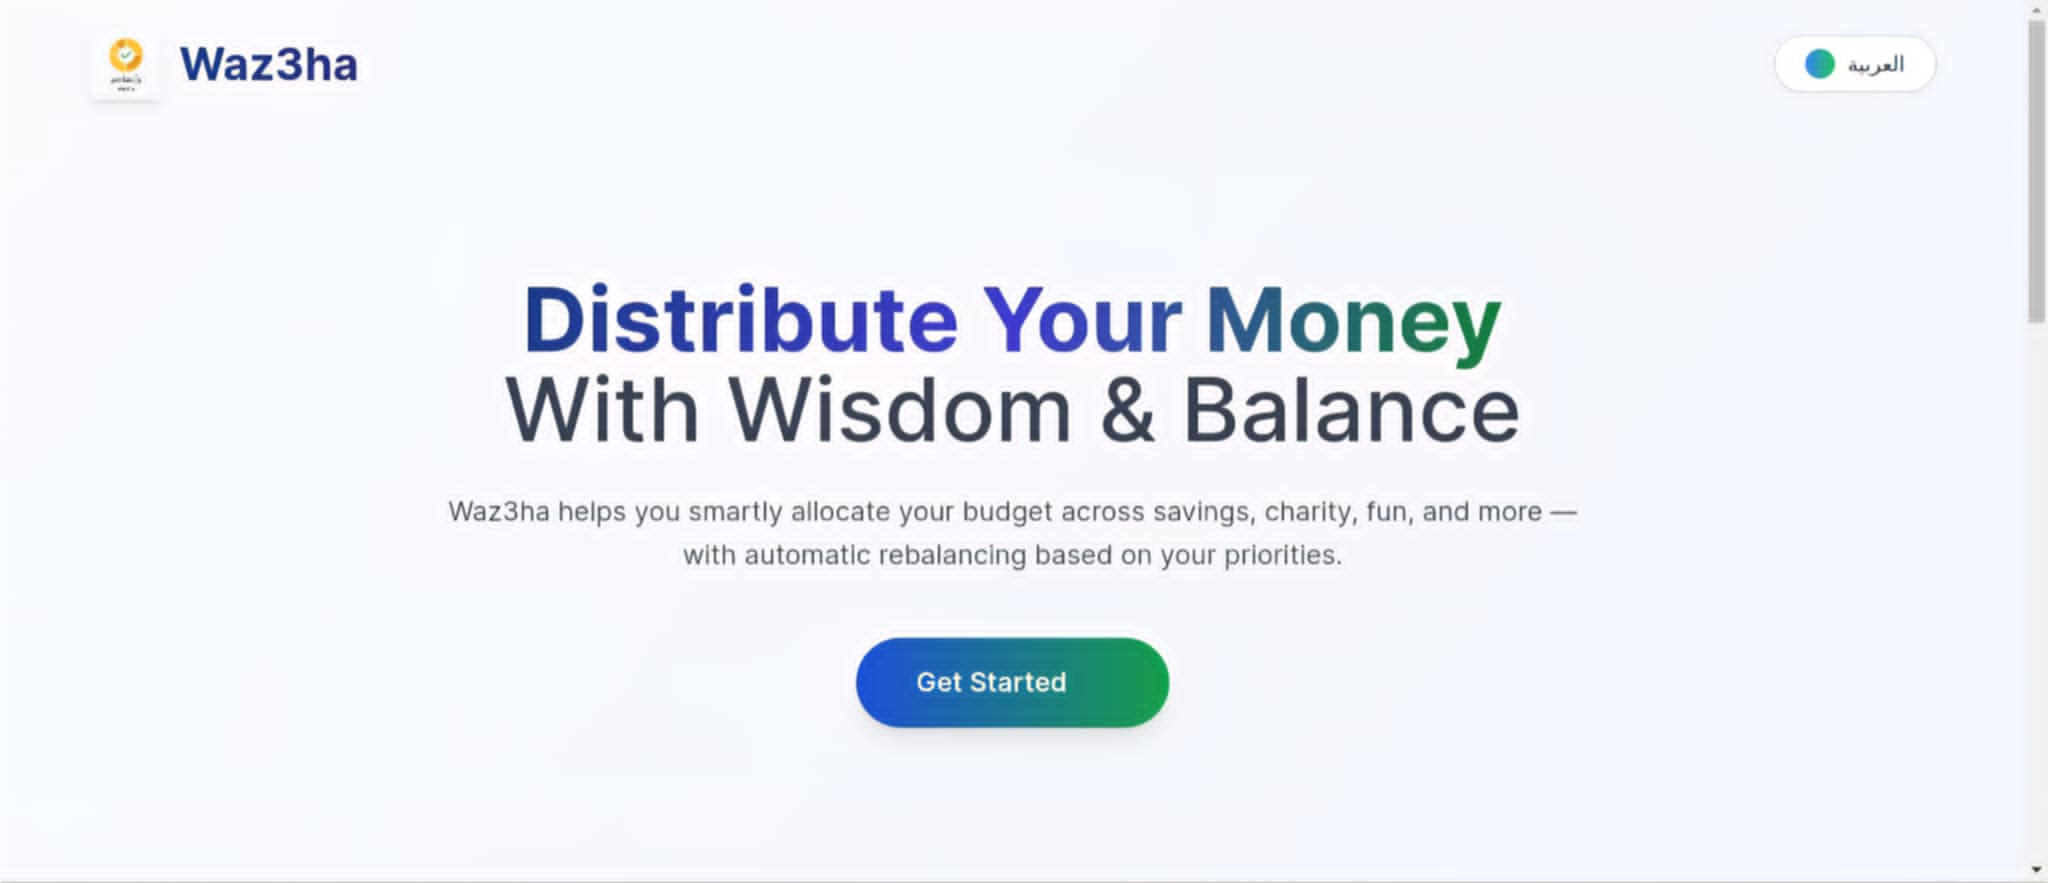 Waz3ha
العربية
Distribute Your Money
With Wisdom & Balance
Waz3ha helps you smartly allocate your budget across savings, charity, fun, and more —
with automatic rebalancing based on your priorities.
Get Started